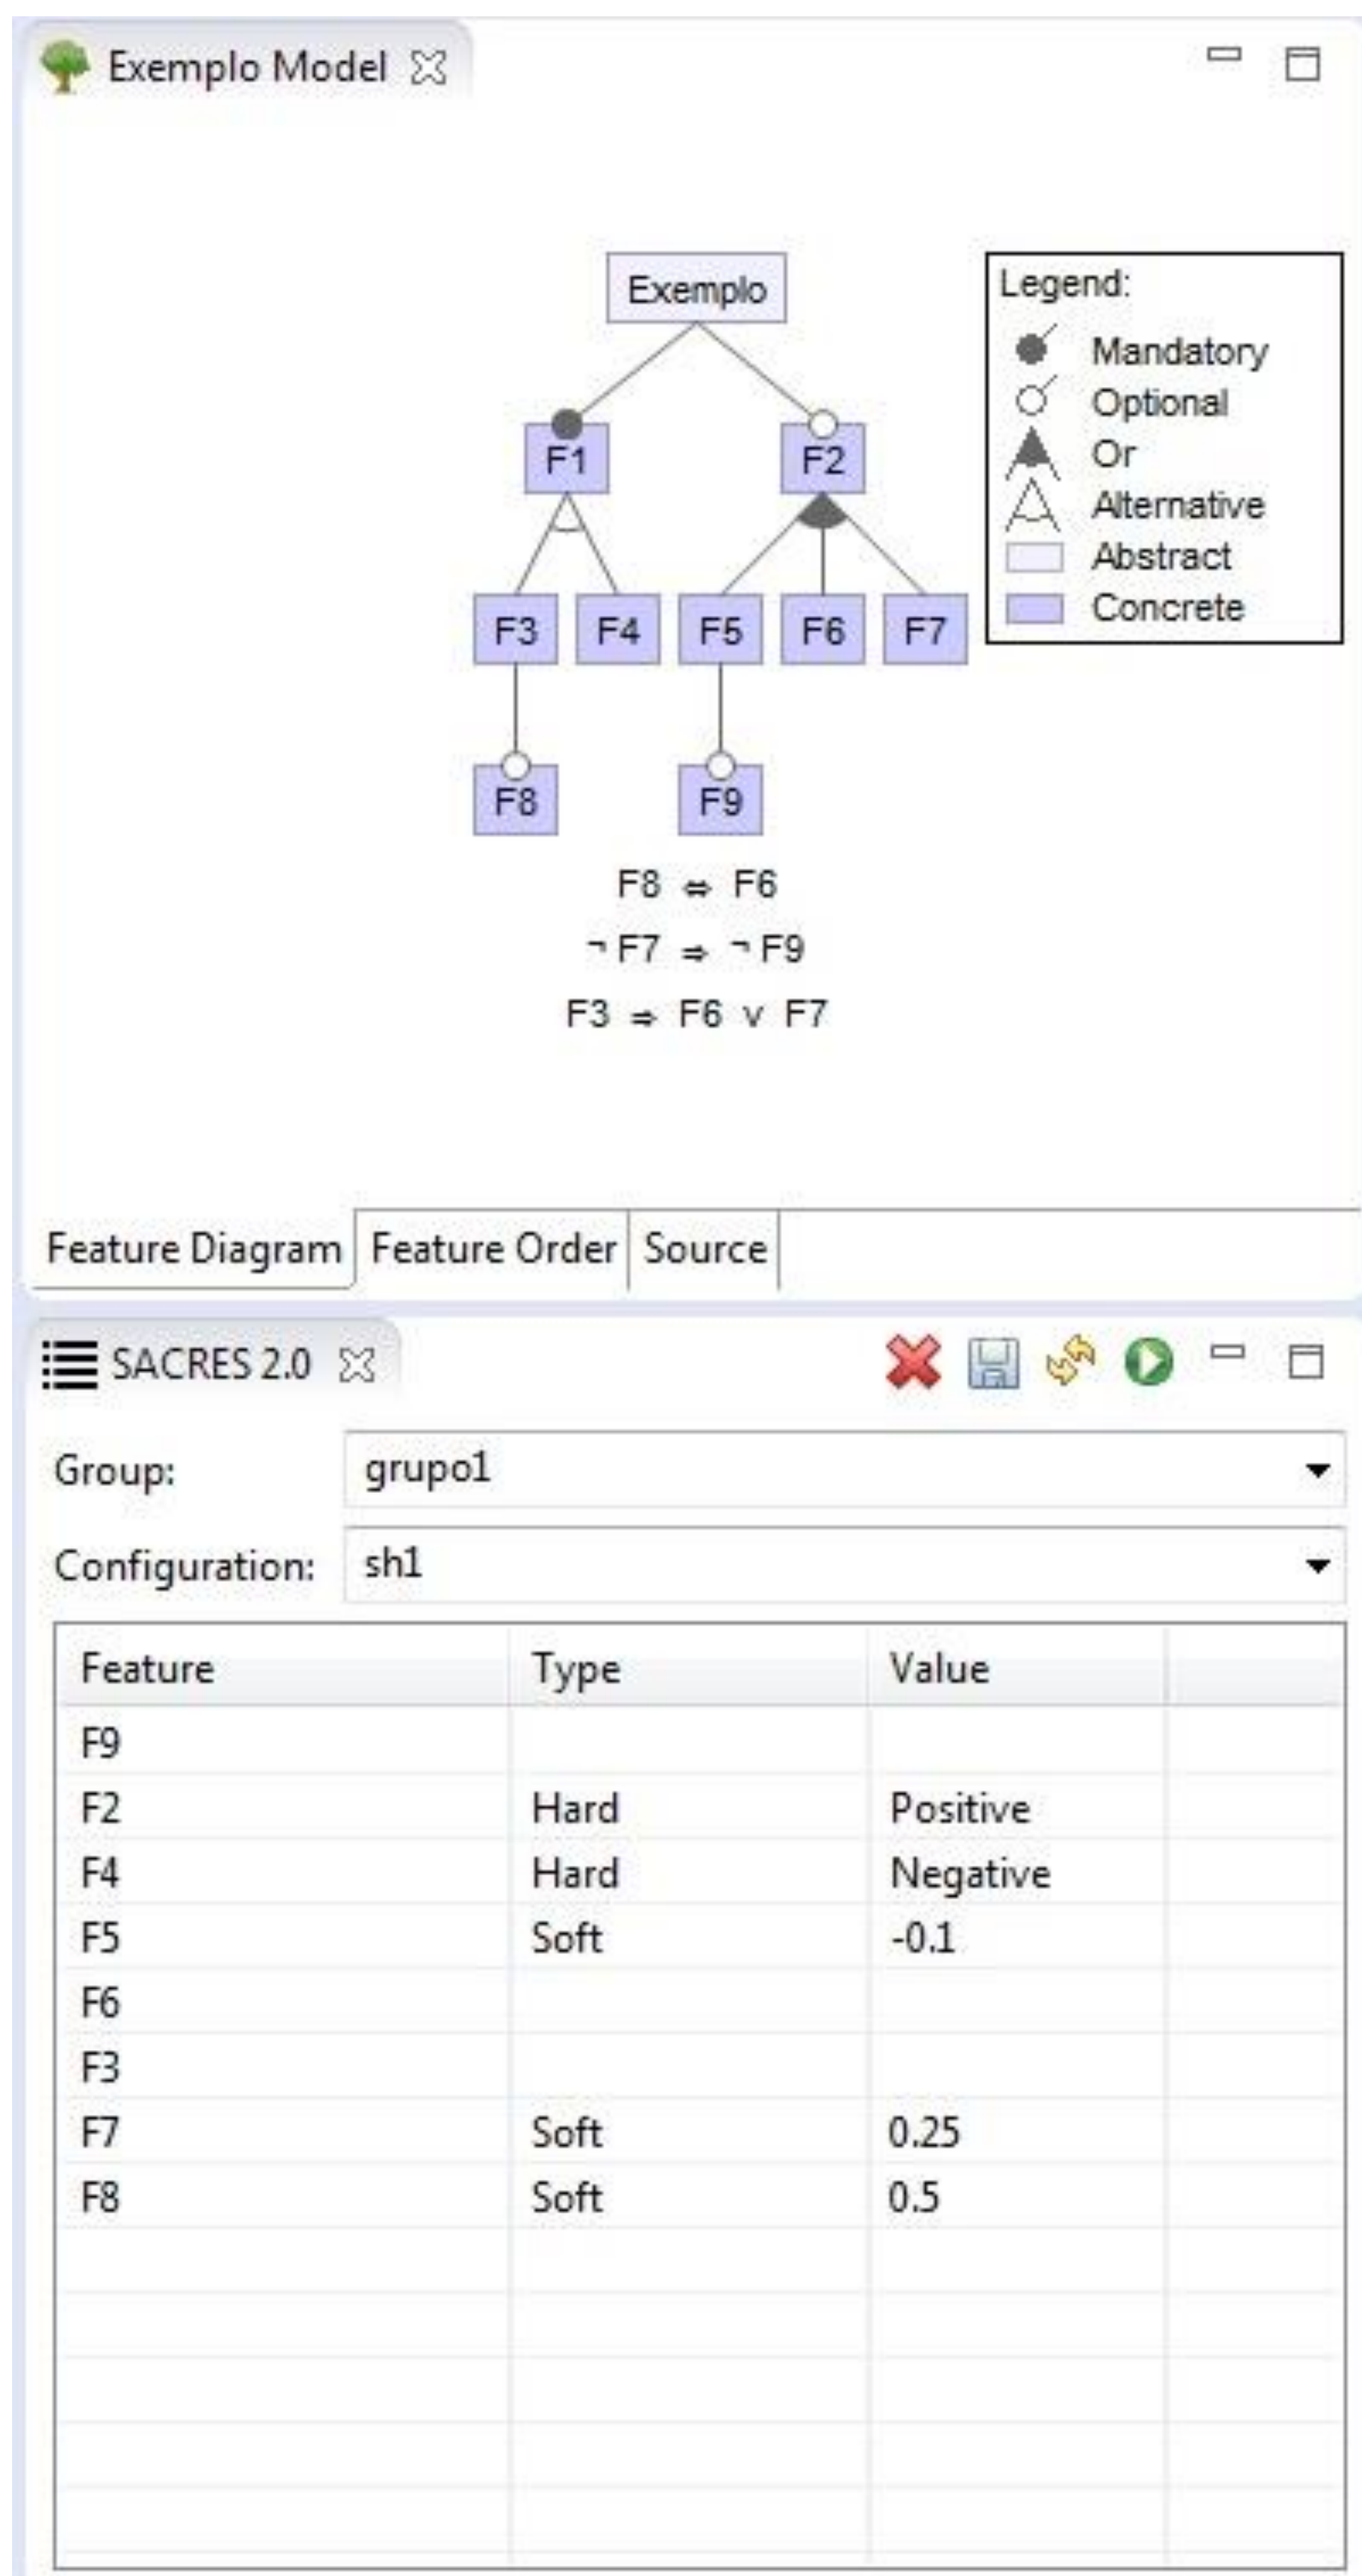 Exemplo Model
Exemplo
Legend:
Mandatory
Optional
Or
Alternative
Abstract
Concrete
F1 F2
F3 F4 F5 F6 F7
F8 F9
F8 ⇔ F6
¬ F7 ⇒ ¬ F9
F3 ⇒ F6 ∨ F7
Feature Diagram Feature Order Source
SACRES 2.0
Group: grupo1
Configuration: sh1
Feature Type Value
F9
F2 Hard Positive
F4 Hard Negative
F5 Soft -0.1
F6
F3
F7 Soft 0.25
F8 Soft 0.5